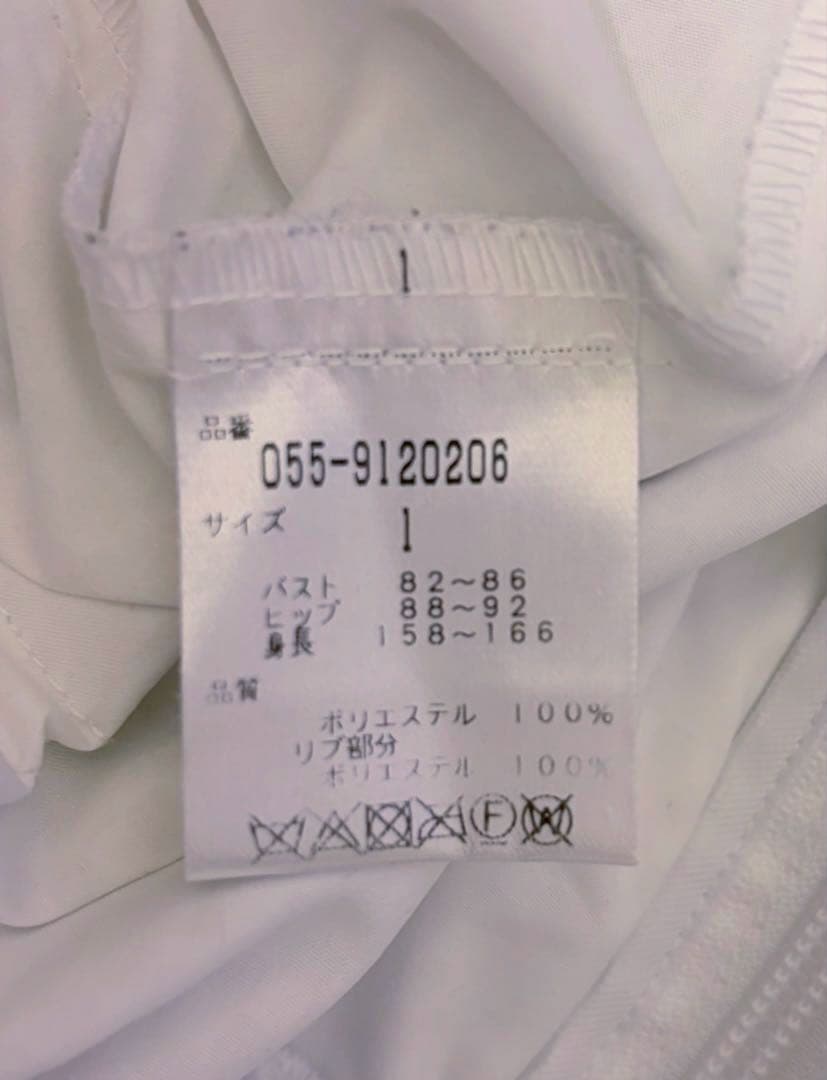 1
品番
055-9120206
サイズ
1
バスト 82〜86
ヒップ 88〜92
身長 158〜166
品質
ポリエステル 100%
リブ部分
ポリエステル 100%
F
W